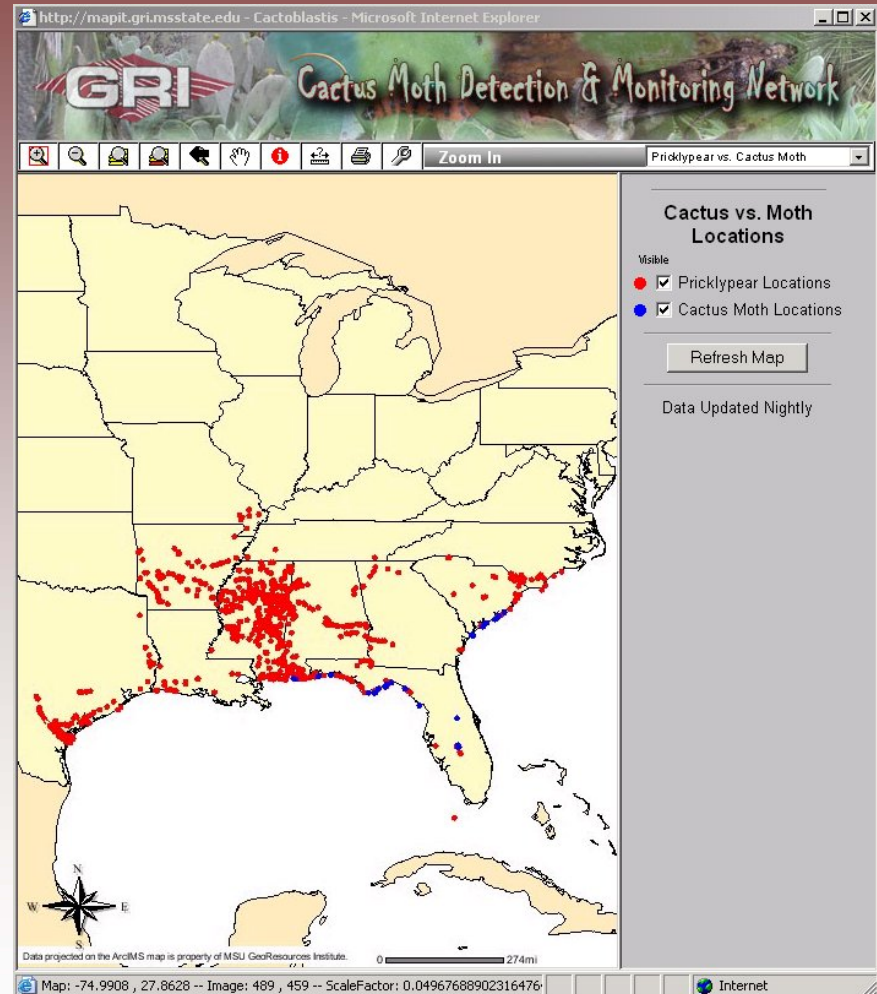 http://mapit.gri.msstate.edu - Cactoblastis - Microsoft Internet Explorer
GRI
Cactus Moth Detection & Monitoring Network
Zoom In
Pricklypear vs. Cactus Moth
Cactus vs. Moth
Locations
Visible
Pricklypear Locations
Cactus Moth Locations
Refresh Map
Data Updated Nightly
N
W
E
S
Data projected on the ArcIMS map is property of MSU GeoResources Institute.
0
274mi
Map: -74.9908 , 27.8628 -- Image: 489 , 459 -- ScaleFactor: 0.04967688902316476
Internet